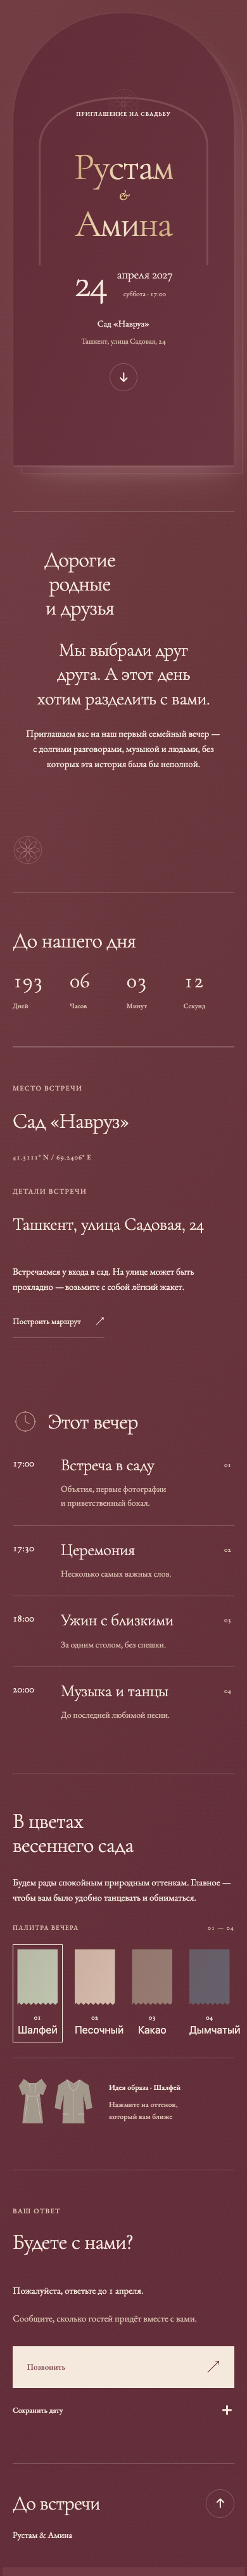 ПРИГЛАШЕНИЕ НА СВАДЬБУ
Рустам
&
Амина
24
апреля 2027
суббота · 17:00
Сад «Навруз»
Ташкент, улица Садовая, 24
Дорогие
родные
и друзья
Мы выбрали друг
друга. А этот день
хотим разделить с вами.
Приглашаем вас на наш первый семейный вечер —
с долгими разговорами, музыкой и людьми, без
которых эта история была бы неполной.
До нашего дня
193 06 03 12
Дней Часов Минут Секунд
МЕСТО ВСТРЕЧИ
Сад «Навруз»
41.3111° N / 69.2406° E
ДЕТАЛИ ВСТРЕЧИ
Ташкент, улица Садовая, 24
Встречаемся у входа в сад. На улице может быть
прохладно — возьмите с собой лёгкий жакет.
Построить маршрут
Этот вечер
17:00 Встреча в саду 01
Объятия, первые фотографии
и приветственный бокал.
17:30 Церемония 02
Несколько самых важных слов.
18:00 Ужин с близкими 03
За одним столом, без спешки.
20:00 Музыка и танцы 04
До последней любимой песни.
В цветах
весеннего сада
Будем рады спокойным природным оттенкам. Главное —
чтобы вам было удобно танцевать и обниматься.
ПАЛИТРА ВЕЧЕРА 01 — 04
01 02 03 04
Шалфей Песочный Какао Дымчатый
Идея образа · Шалфей
Нажмите на оттенок,
который вам ближе
ВАШ ОТВЕТ
Будете с нами?
Пожалуйста, ответьте до 1 апреля.
Сообщите, сколько гостей придёт вместе с вами.
Позвонить
Сохранить дату
До встречи
Рустам & Амина